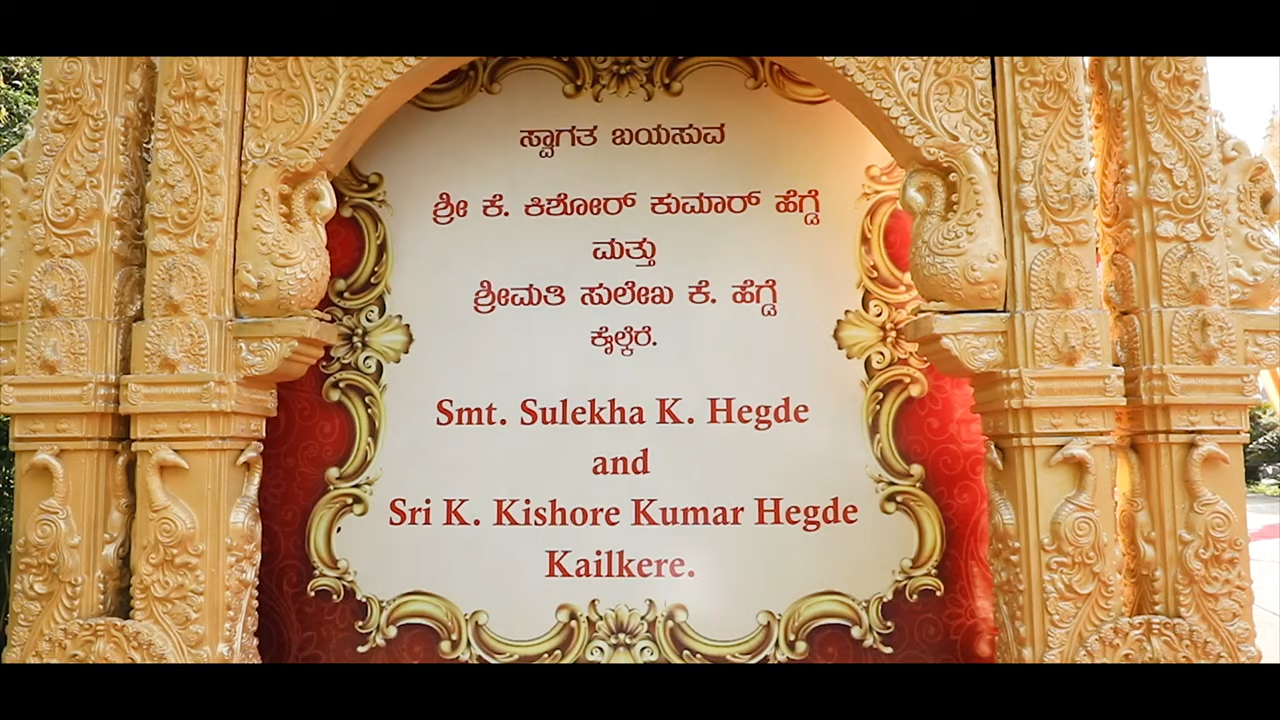 ಸ್ವಾಗತ ಬಯಸುವ
ಶ್ರೀ ಕೆ. ಕಿಶೋರ್ ಕುಮಾರ್ ಹೆಗ್ಡೆ
ಮತ್ತು
ಶ್ರೀಮತಿ ಸುಲೇಖ ಕೆ. ಹೆಗ್ಡೆ
ಕೈಲ್ಕೆರೆ.
Smt. Sulekha K. Hegde
and
Sri K. Kishore Kumar Hegde
Kailkere.